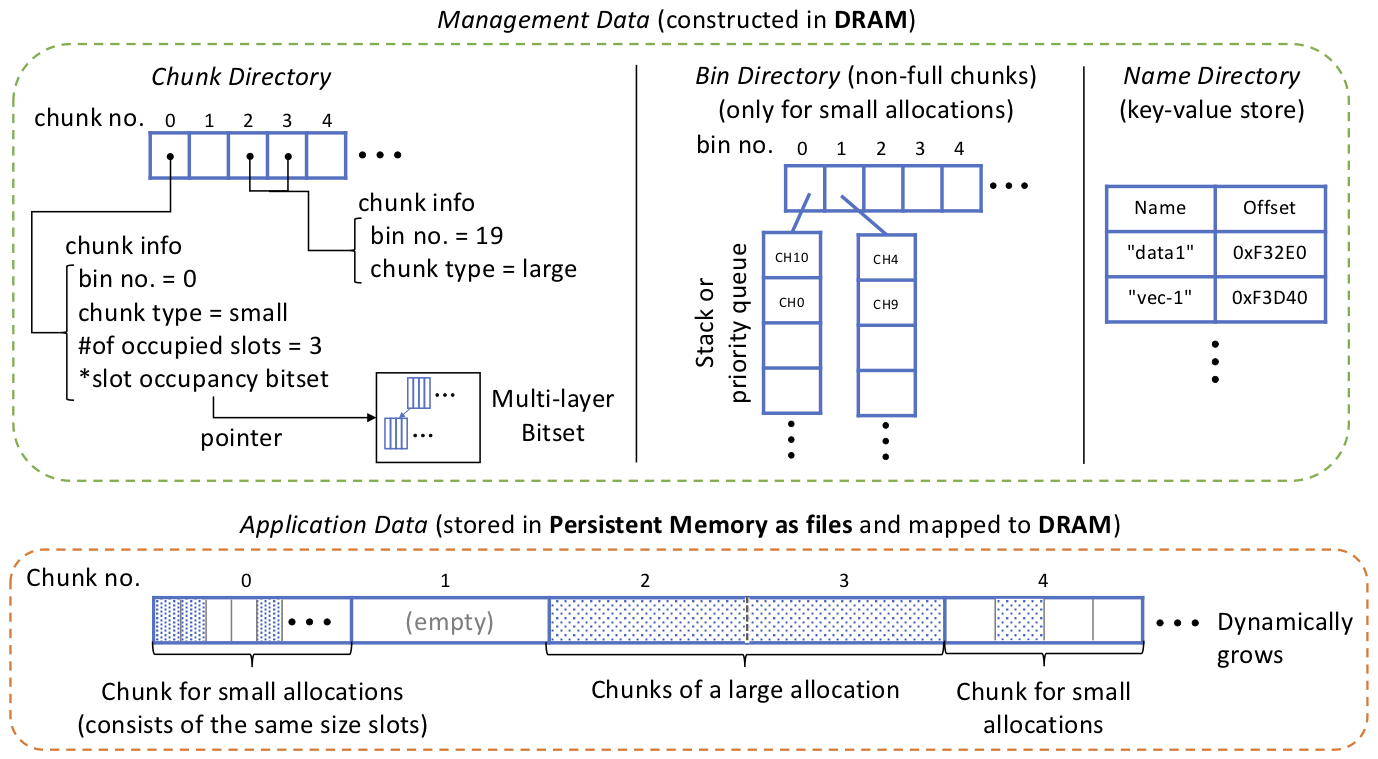 Management Data (constructed in DRAM)
Chunk Directory
chunk no. 0 1 2 3 4
chunk info
bin no. = 19
chunk type = large
chunk info
bin no. = 0
chunk type = small
#of occupied slots = 3
*slot occupancy bitset
pointer
Multi-layer
Bitset
Bin Directory (non-full chunks)
(only for small allocations)
bin no. 0 1 2 3 4
Stack or
priority queue
CH10
CH0
CH4
CH9
Name Directory
(key-value store)
Name Offset
"data1" 0xF32E0
"vec-1" 0xF3D40
Application Data (stored in Persistent Memory as files and mapped to DRAM)
Chunk no. 0 1 2 3 4
(empty)
Dynamically
grows
Chunk for small allocations
(consists of the same size slots)
Chunks of a large allocation
Chunk for small
allocations